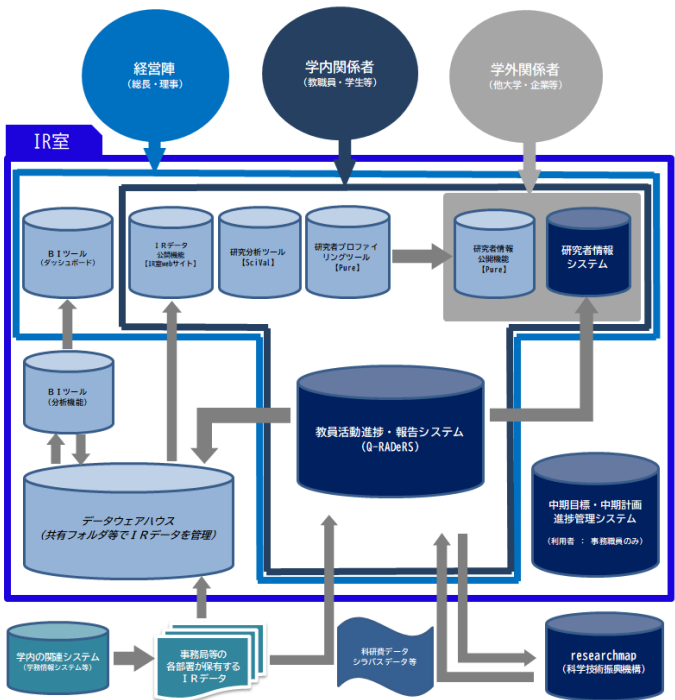 経営陣
（総長・理事）
学内関係者
（教職員・学生等）
学外関係者
（他大学・企業等）
IR室
ＢＩツール
（ダッシュボード）
ＩＲデータ
公開機能
【IR室webサイト】
研究分析ツール
【SciVal】
研究者プロファイ
リングツール
【Pure】
研究者情報
公開機能
【Pure】
研究者情報
システム
ＢＩツール
（分析機能）
教員活動進捗・報告システム
（Q-RADeRS）
データウェアハウス
（共有フォルダ等でＩＲデータを管理）
中期目標・中期計画
進捗管理システム
（利用者 ： 事務職員のみ）
学内の関連システム
（学務情報システム等）
事務局等の
各部署が保有する
ＩＲデータ
科研費データ
シラバスデータ等
researchmap
（科学技術振興機構）